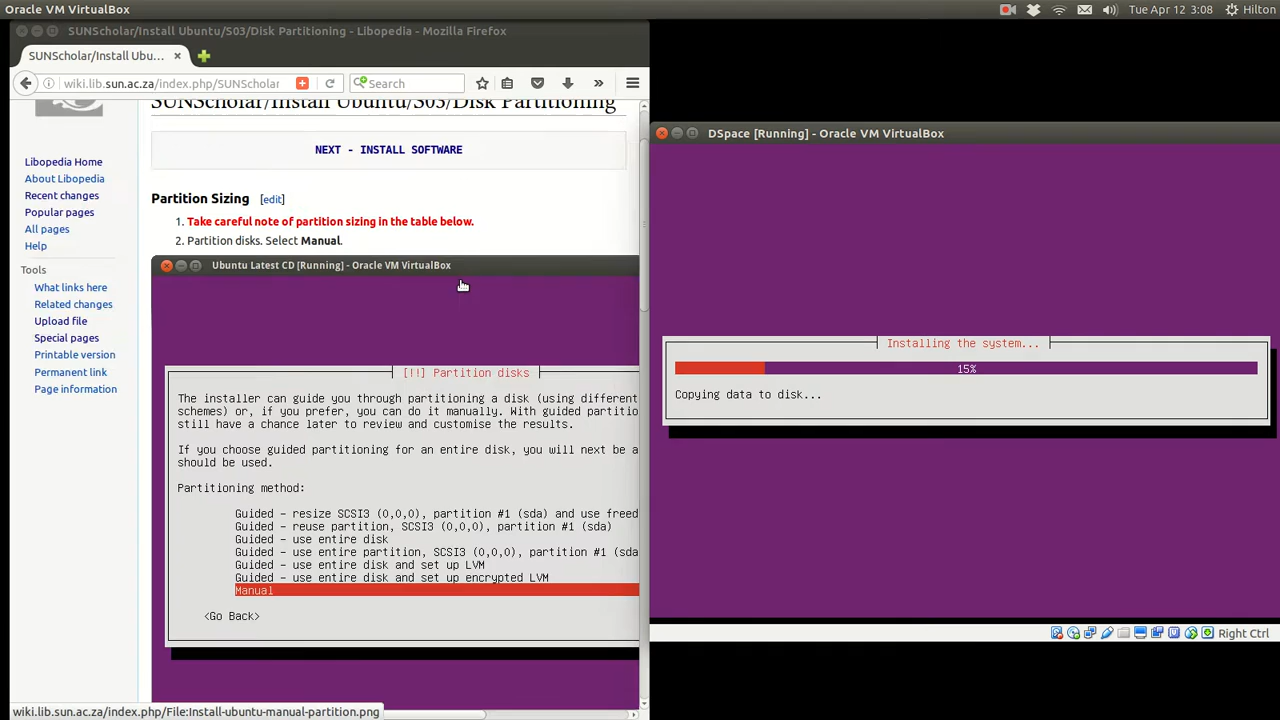 Oracle VM VirtualBox
Tue Apr 12 3:08
Hilton
SUNScholar/Install Ubuntu/S03/Disk Partitioning - Libopedia - Mozilla Firefox
SUNScholar/Install Ubu...
wiki.lib.sun.ac.za/index.php/SUNScholar
Search
SUNScholar/Install Ubuntu/S03/Disk Partitioning
NEXT - INSTALL SOFTWARE
Libopedia Home
About Libopedia
Recent changes
Popular pages
All pages
Help
Tools
What links here
Related changes
Upload file
Special pages
Printable version
Permanent link
Page information
Partition Sizing [edit]
1. Take careful note of partition sizing in the table below.
2. Partition disks. Select Manual.
Ubuntu Latest CD [Running] - Oracle VM VirtualBox
[!!] Partition disks
The installer can guide you through partitioning a disk (using different
schemes) or, if you prefer, you can do it manually. With guided partitio
still have a chance later to review and customise the results.
If you choose guided partitioning for an entire disk, you will next be a
should be used.
Partitioning method:
Guided - resize SCSI3 (0,0,0), partition #1 (sda) and use freed
Guided - reuse partition, SCSI3 (0,0,0), partition #1 (sda)
Guided - use entire disk
Guided - use entire partition, SCSI3 (0,0,0), partition #1 (sda
Guided - use entire disk and set up LVM
Guided - use entire disk and set up encrypted LVM
Manual
<Go Back>
wiki.lib.sun.ac.za/index.php/File:Install-ubuntu-manual-partition.png
DSpace [Running] - Oracle VM VirtualBox
Installing the system...
15%
Copying data to disk...
Right Ctrl